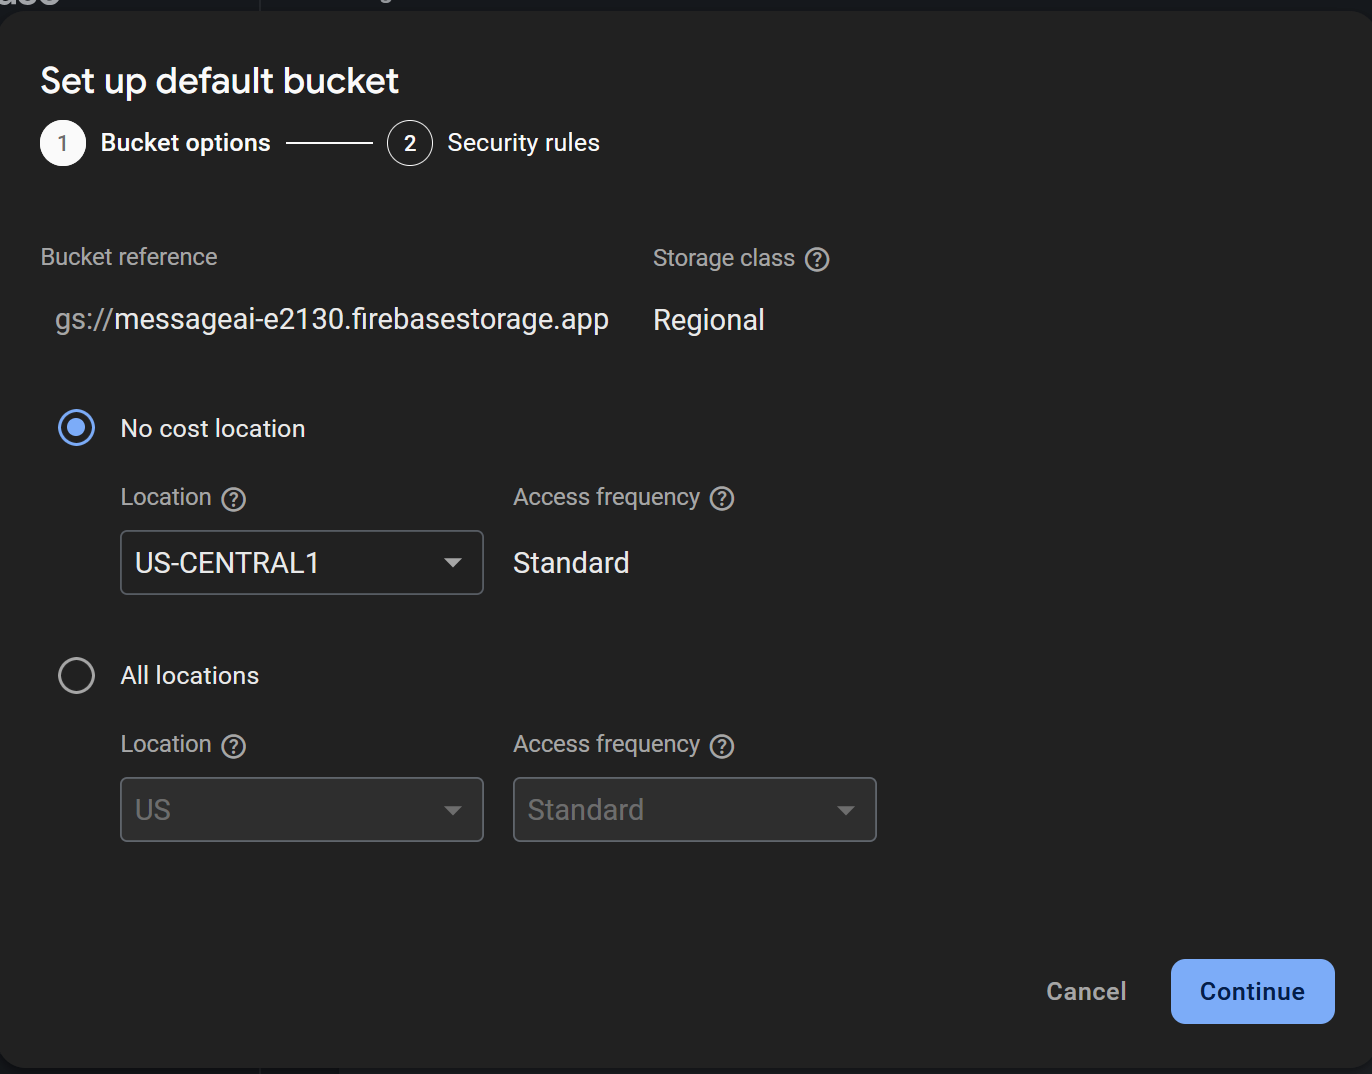 Set up default bucket
1 Bucket options 2 Security rules
Bucket reference Storage class ?
gs://messageai-e2130.firebasestorage.app Regional
No cost location
Location ? Access frequency ?
US-CENTRAL1 Standard
All locations
Location ? Access frequency ?
US Standard
Cancel Continue